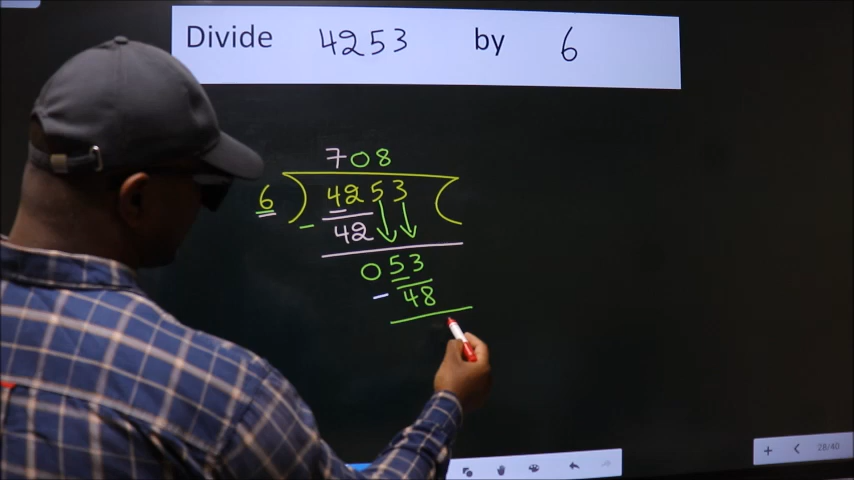 Divide 4253 by 6
708
6 ) 4253 (
- 42
053
- 48
+ < 28/40